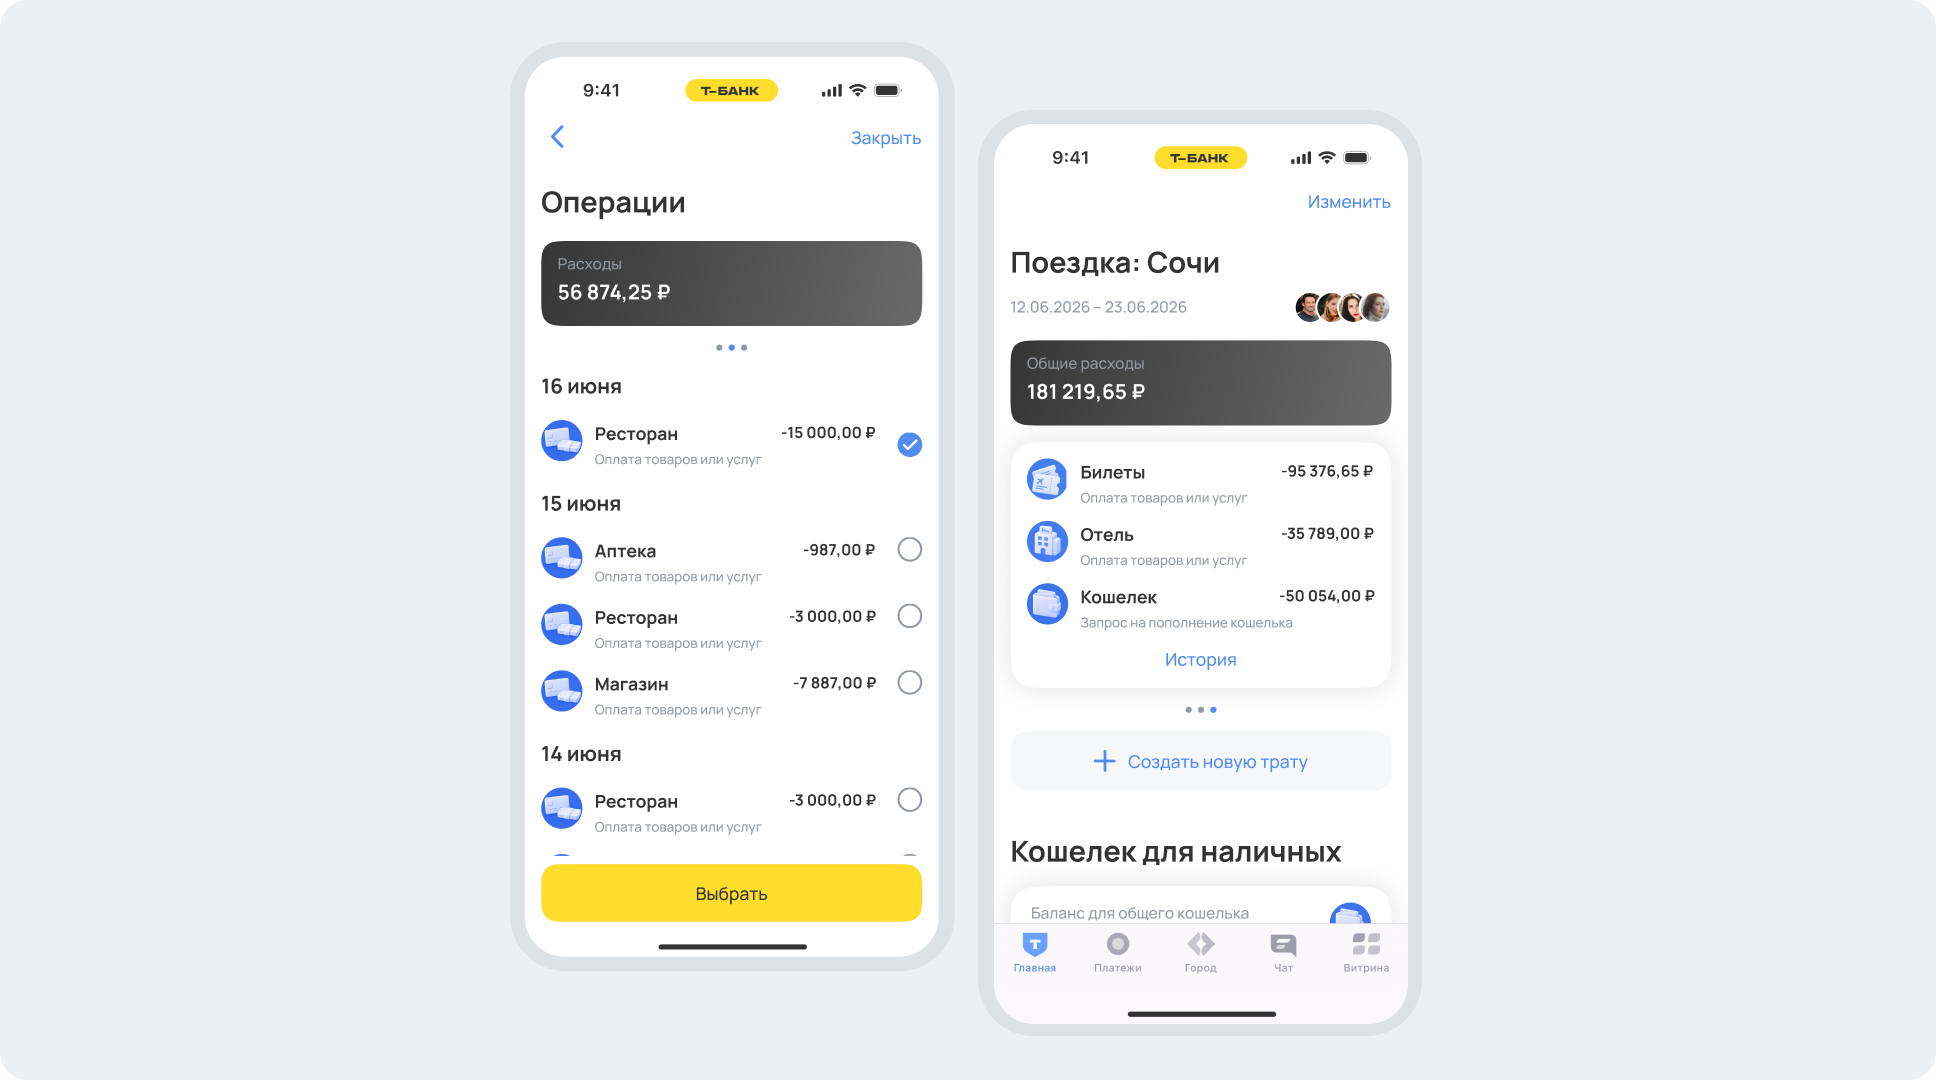 9:41
Т–БАНК
Закрыть
Операции
Расходы
56 874,25 ₽
16 июня
Ресторан -15 000,00 ₽
Оплата товаров или услуг
15 июня
Аптека -987,00 ₽
Оплата товаров или услуг
Ресторан -3 000,00 ₽
Оплата товаров или услуг
Магазин -7 887,00 ₽
Оплата товаров или услуг
14 июня
Ресторан -3 000,00 ₽
Оплата товаров или услуг
Выбрать
9:41
Т–БАНК
Изменить
Поездка: Сочи
12.06.2026 – 23.06.2026
Общие расходы
181 219,65 ₽
Билеты -95 376,65 ₽
Оплата товаров или услуг
Отель -35 789,00 ₽
Оплата товаров или услуг
Кошелек -50 054,00 ₽
Запрос на пополнение кошелька
История
Создать новую трату
Кошелек для наличных
Баланс для общего кошелька
Т
Главная Платежи Город Чат Витрина